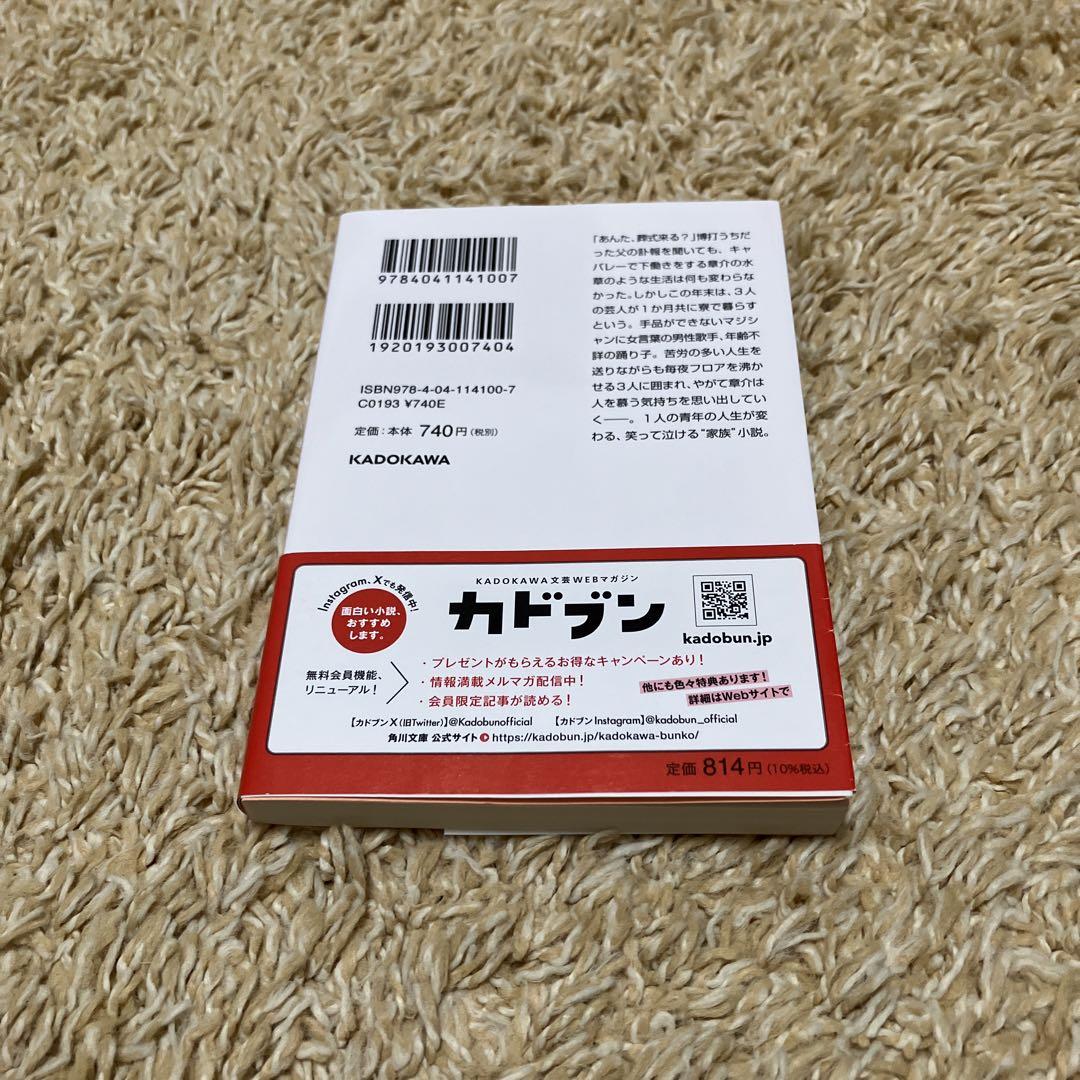 9784041141007
1920193007404
ISBN978-4-04-114100-7
C0193 ¥740E
定価:本体 740円(税別)
KADOKAWA
「あんた、葬式来る?」博打うちだ
った父の訃報を聞いても、キャ
バレーで下働きをする章介の水
草のような生活は何も変わらな
かった。しかしこの年末は、3人
の芸人が1か月共に寮で暮らす
という。手品ができないマジシ
ャンに女言葉の男性歌手、年齢不
詳の踊り子。苦労の多い人生を
送りながらも毎夜フロアを沸か
せる3人に囲まれ、やがて章介は
人を慕う気持ちを思い出してい
く――。1人の青年の人生が変
わる、笑って泣ける“家族”小説。
Instagram、Xでも発信中!
面白い小説、
おすすめ
します。
KADOKAWA文芸WEBマガジン
カドブン
kadobun.jp
無料会員機能、
リニューアル!
・プレゼントがもらえるお得なキャンペーンあり!
・情報満載メルマガ配信中!
・会員限定記事が読める!
他にも色々特典あります!
詳細はWebサイトで
【カドブンX(旧Twitter)】@Kadobunofficial 【カドブンInstagram】@kadobun_official
角川文庫 公式サイト https://kadobun.jp/kadokawa-bunko/
定価 814円(10%税込)